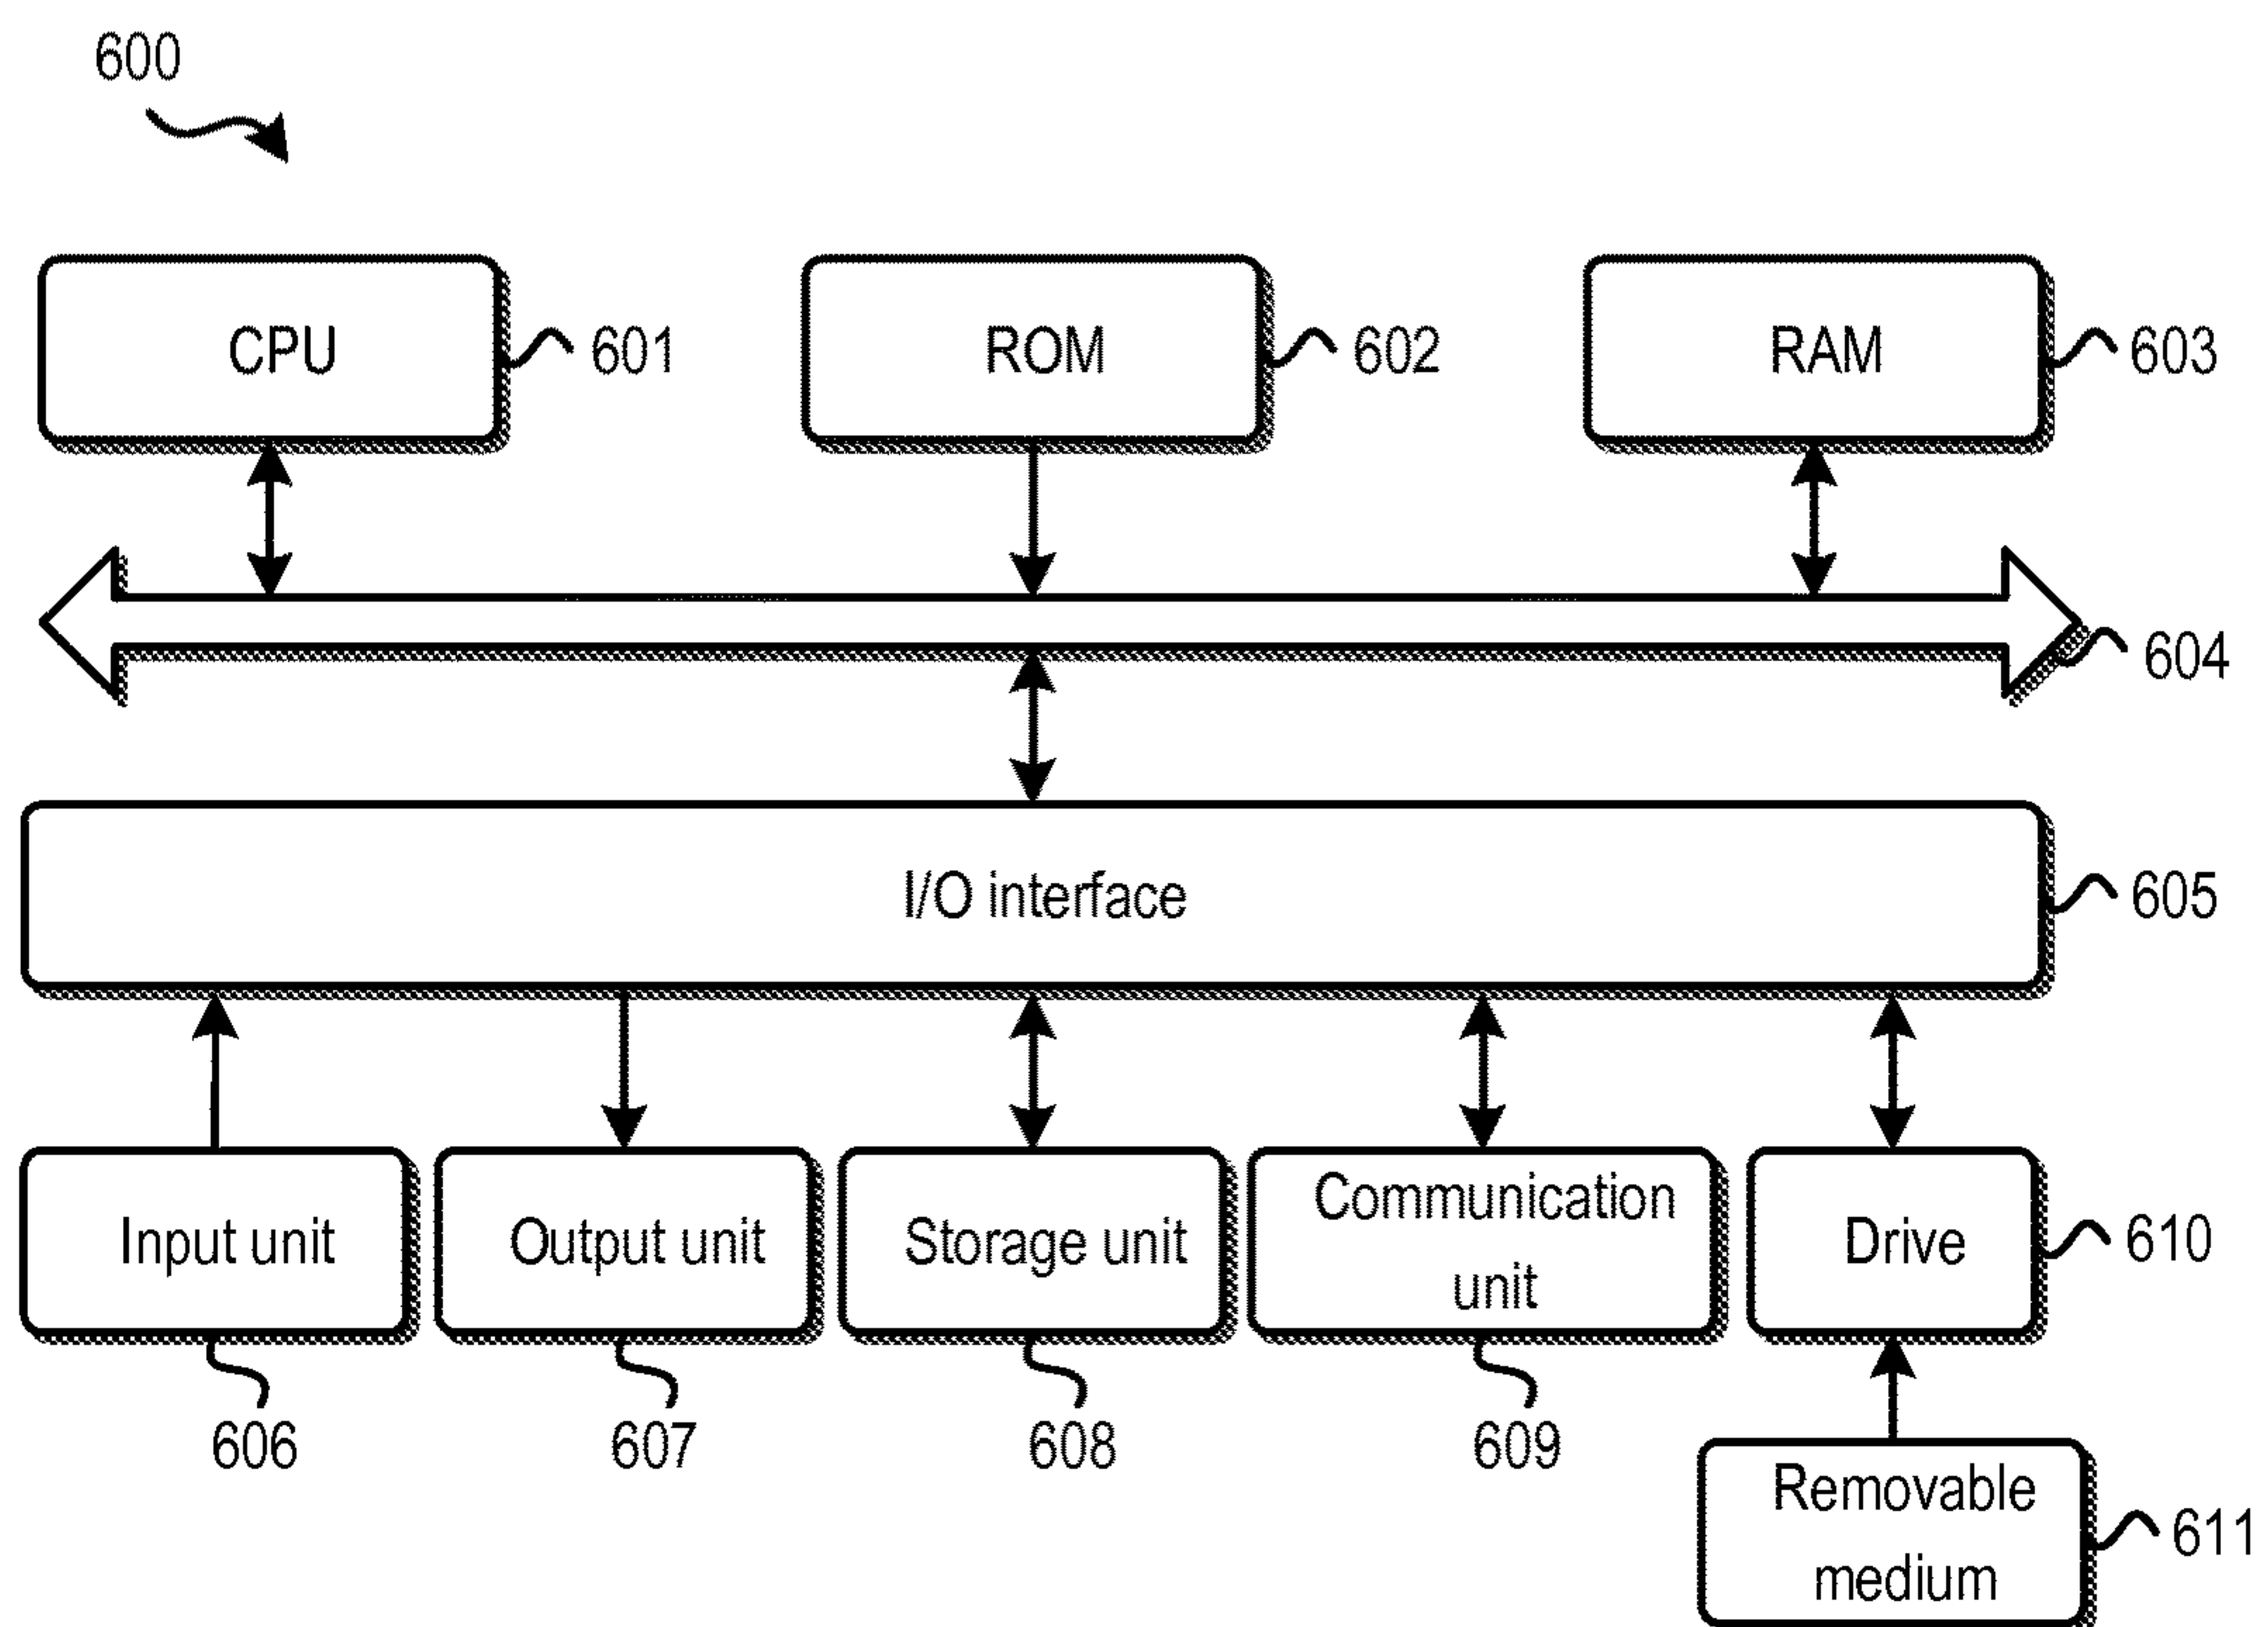 600
CPU
601
ROM
602
RAM
603
604
I/O interface
605
Input unit
Output unit
Storage unit
Communication
unit
Drive
610
606
607
608
609
Removable
medium
611